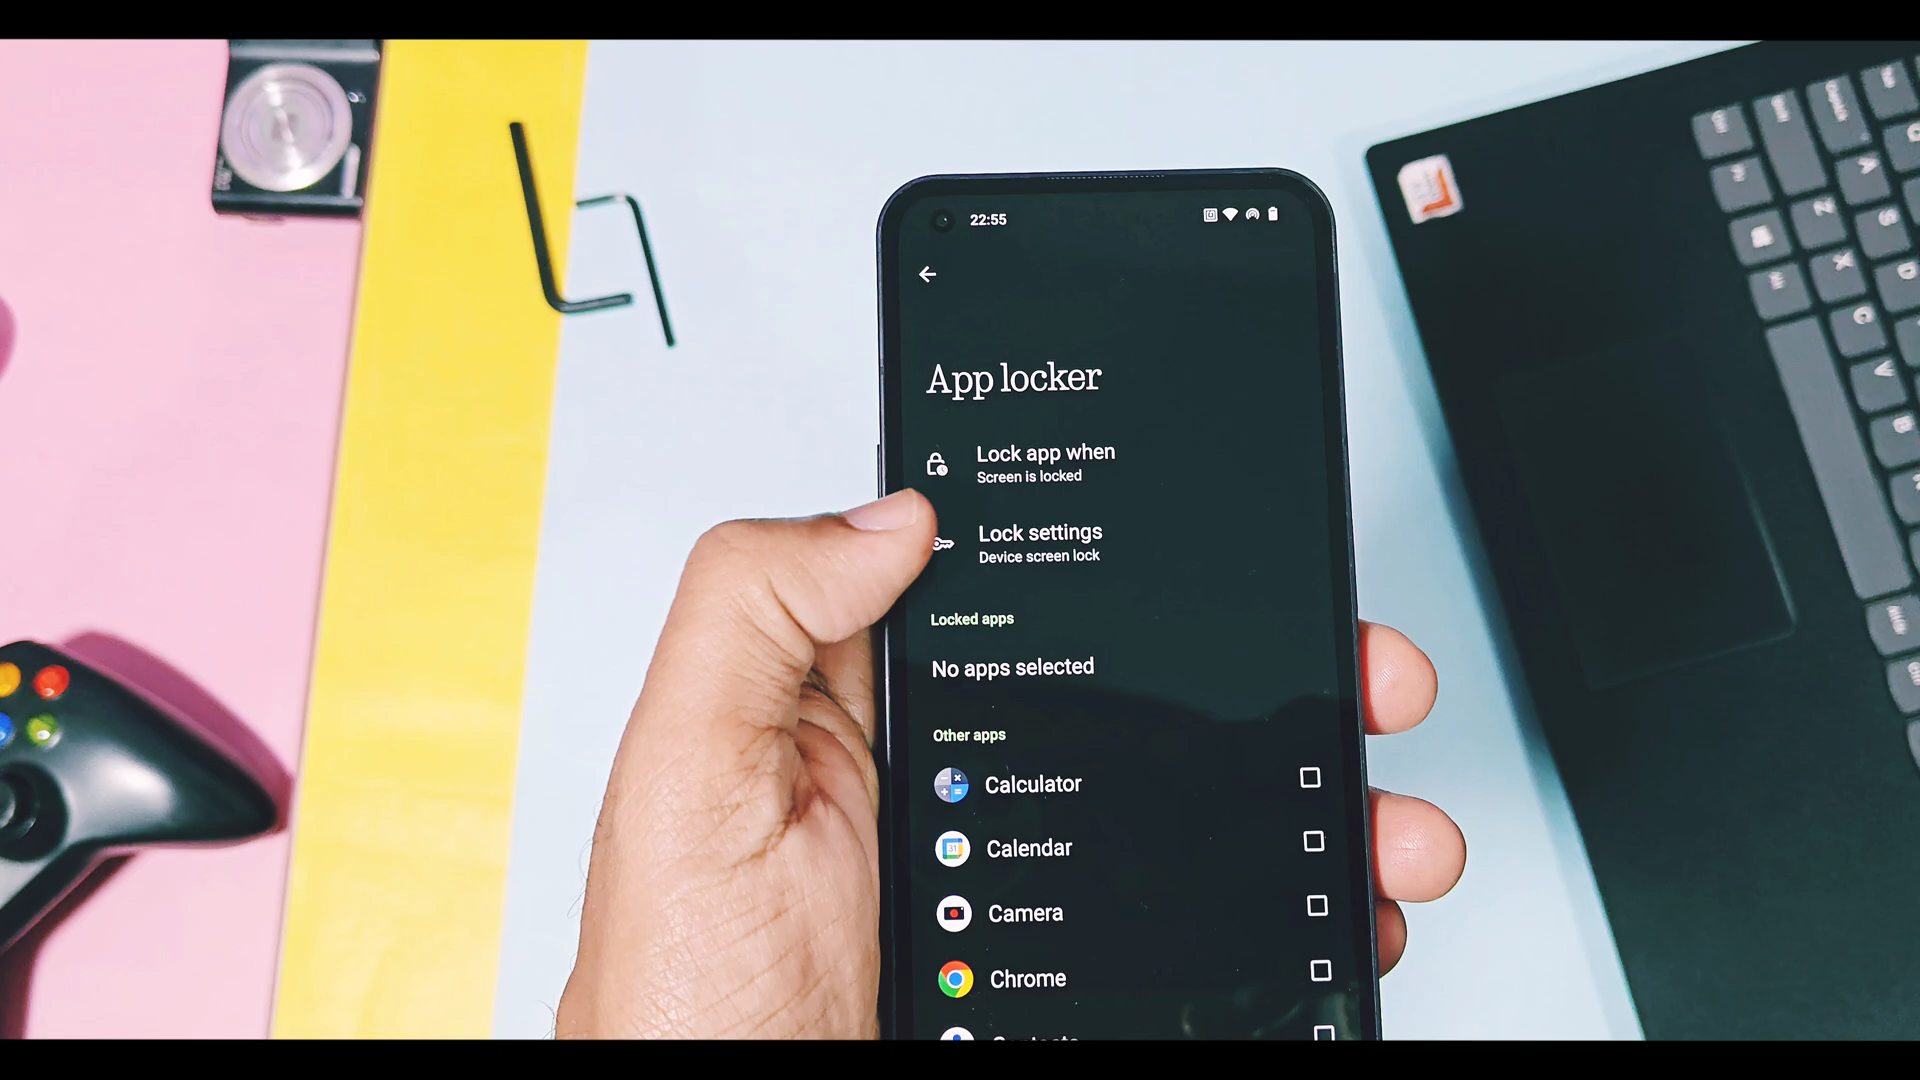 22:55
App locker
Lock app when
Screen is locked
Lock settings
Device screen lock
Locked apps
No apps selected
Other apps
Calculator
31
Calendar
Camera
Chrome
Z
X
C
V
B
A
S
D